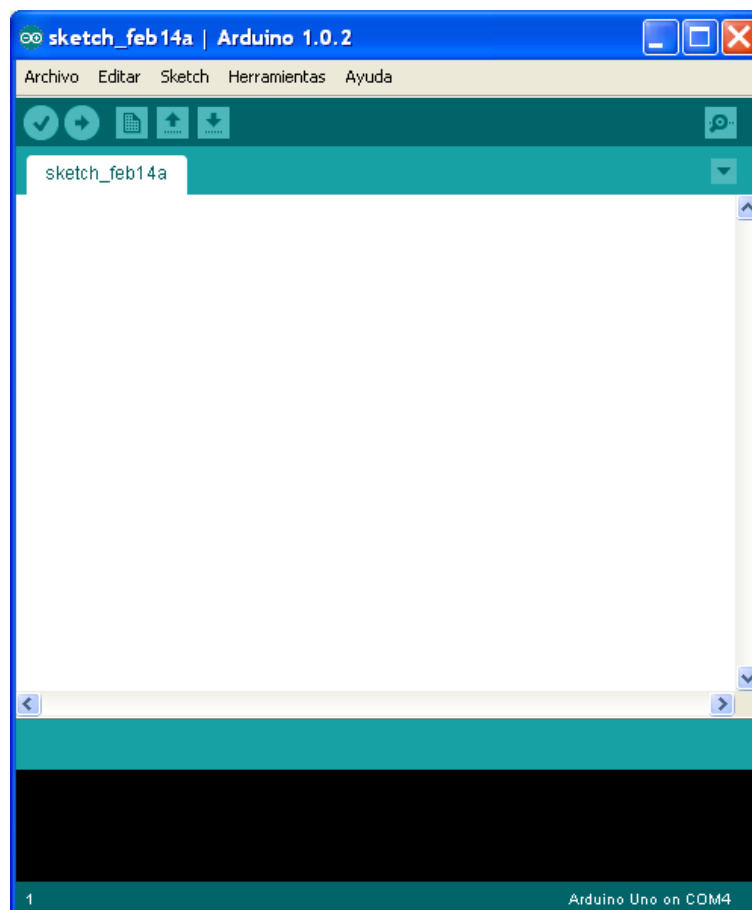 sketch_feb14a | Arduino 1.0.2
Archivo Editar Sketch Herramientas Ayuda
sketch_feb14a
1 Arduino Uno on COM4